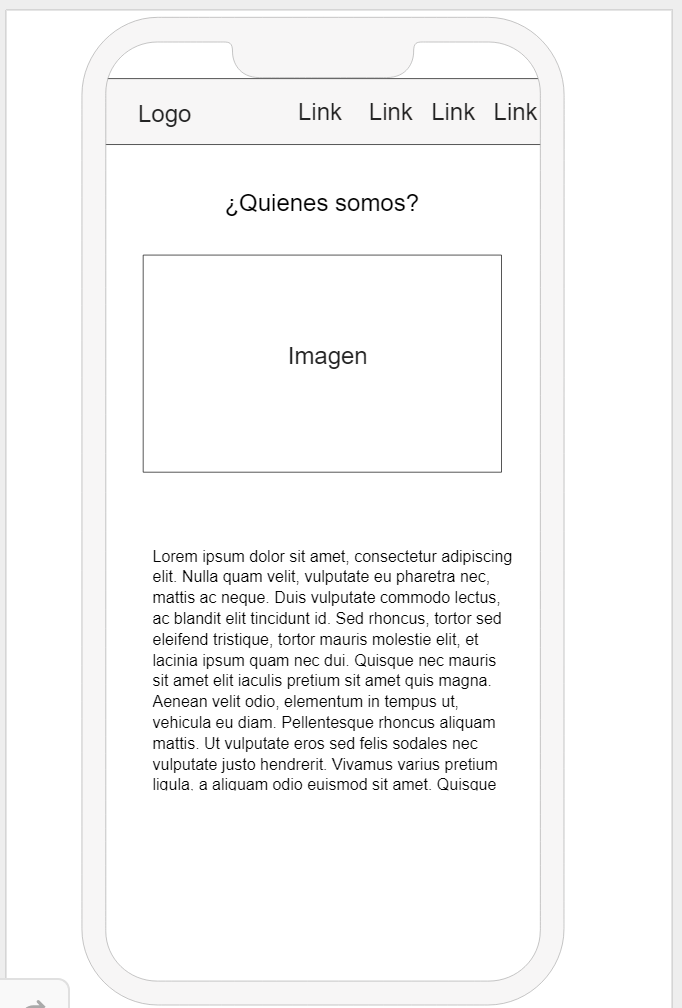 Logo Link Link Link Link
¿Quienes somos?
Imagen
Lorem ipsum dolor sit amet, consectetur adipiscing
elit. Nulla quam velit, vulputate eu pharetra nec,
mattis ac neque. Duis vulputate commodo lectus,
ac blandit elit tincidunt id. Sed rhoncus, tortor sed
eleifend tristique, tortor mauris molestie elit, et
lacinia ipsum quam nec dui. Quisque nec mauris
sit amet elit iaculis pretium sit amet quis magna.
Aenean velit odio, elementum in tempus ut,
vehicula eu diam. Pellentesque rhoncus aliquam
mattis. Ut vulputate eros sed felis sodales nec
vulputate justo hendrerit. Vivamus varius pretium
ligula, a aliquam odio euismod sit amet. Quisque